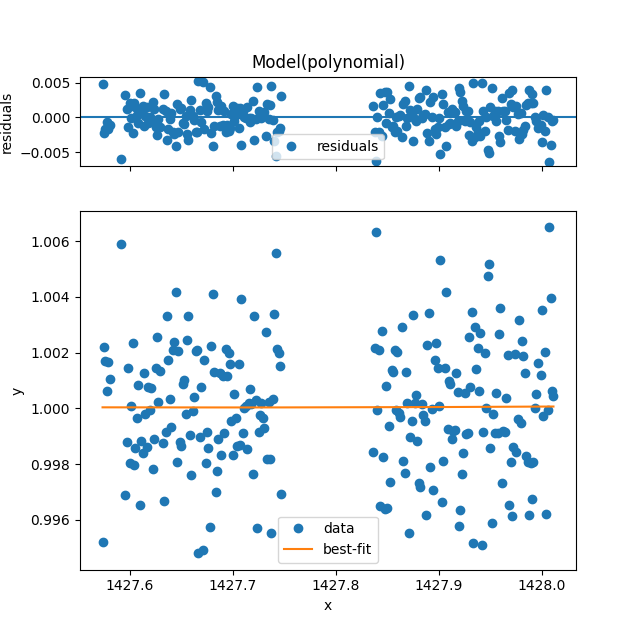 Model(polynomial)
residuals
0.005
0.000
−0.005
residuals
y
1.006
1.004
1.002
1.000
0.998
0.996
data
best-fit
1427.6 1427.7 1427.8 1427.9 1428.0
x